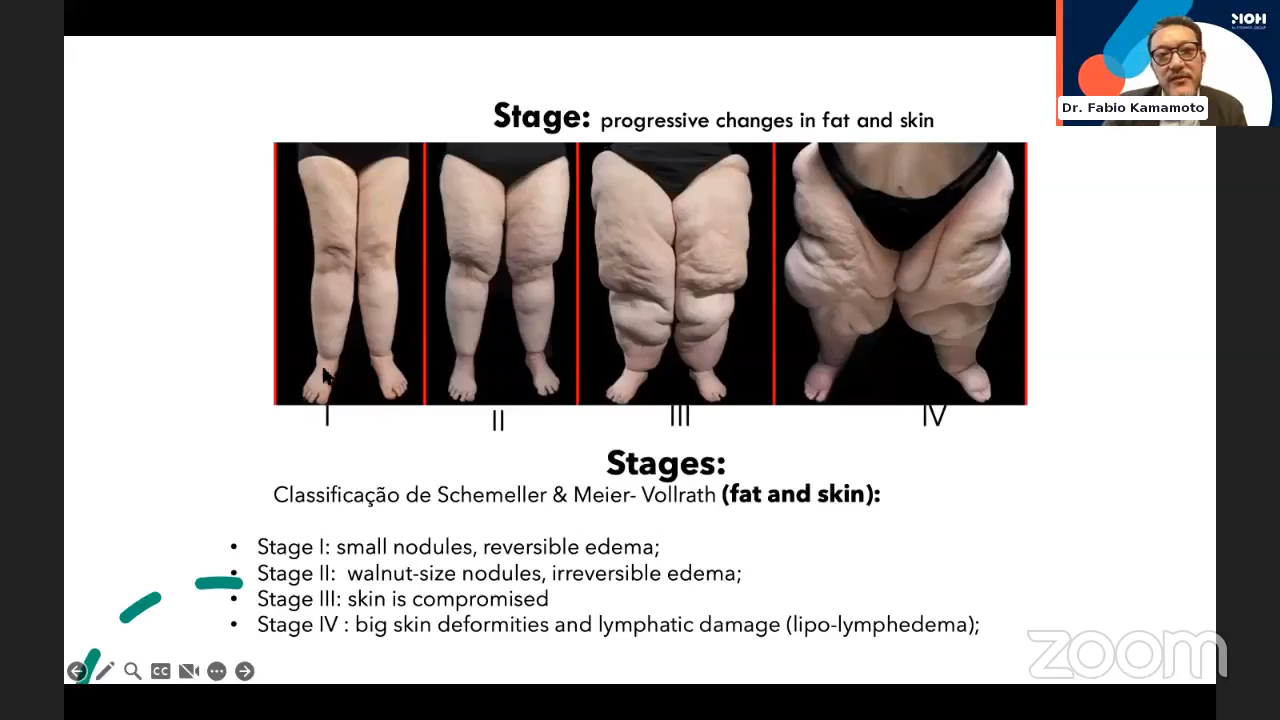 MOH
Dr. Fabio Kamamoto
Stage: progressive changes in fat and skin
I
II
III
IV
Stages:
Classificação de Schemeller & Meier- Vollrath (fat and skin):
• Stage I: small nodules, reversible edema;
• Stage II: walnut-size nodules, irreversible edema;
• Stage III: skin is compromised
• Stage IV : big skin deformities and lymphatic damage (lipo-lymphedema);
CC
zoom